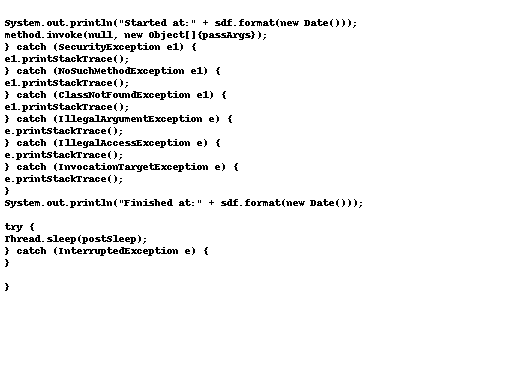 System.out.println("Started at:" + sdf.format(new Date()));
method.invoke(null, new Object[]{passArgs});
} catch (SecurityException e1) {
e1.printStackTrace();
} catch (NoSuchMethodException e1) {
e1.printStackTrace();
} catch (ClassNotFoundException e1) {
e1.printStackTrace();
} catch (IllegalArgumentException e) {
e.printStackTrace();
} catch (IllegalAccessException e) {
e.printStackTrace();
} catch (InvocationTargetException e) {
e.printStackTrace();
}
System.out.println("Finished at:" + sdf.format(new Date()));
try {
Thread.sleep(postSleep);
} catch (InterruptedException e) {
}
}